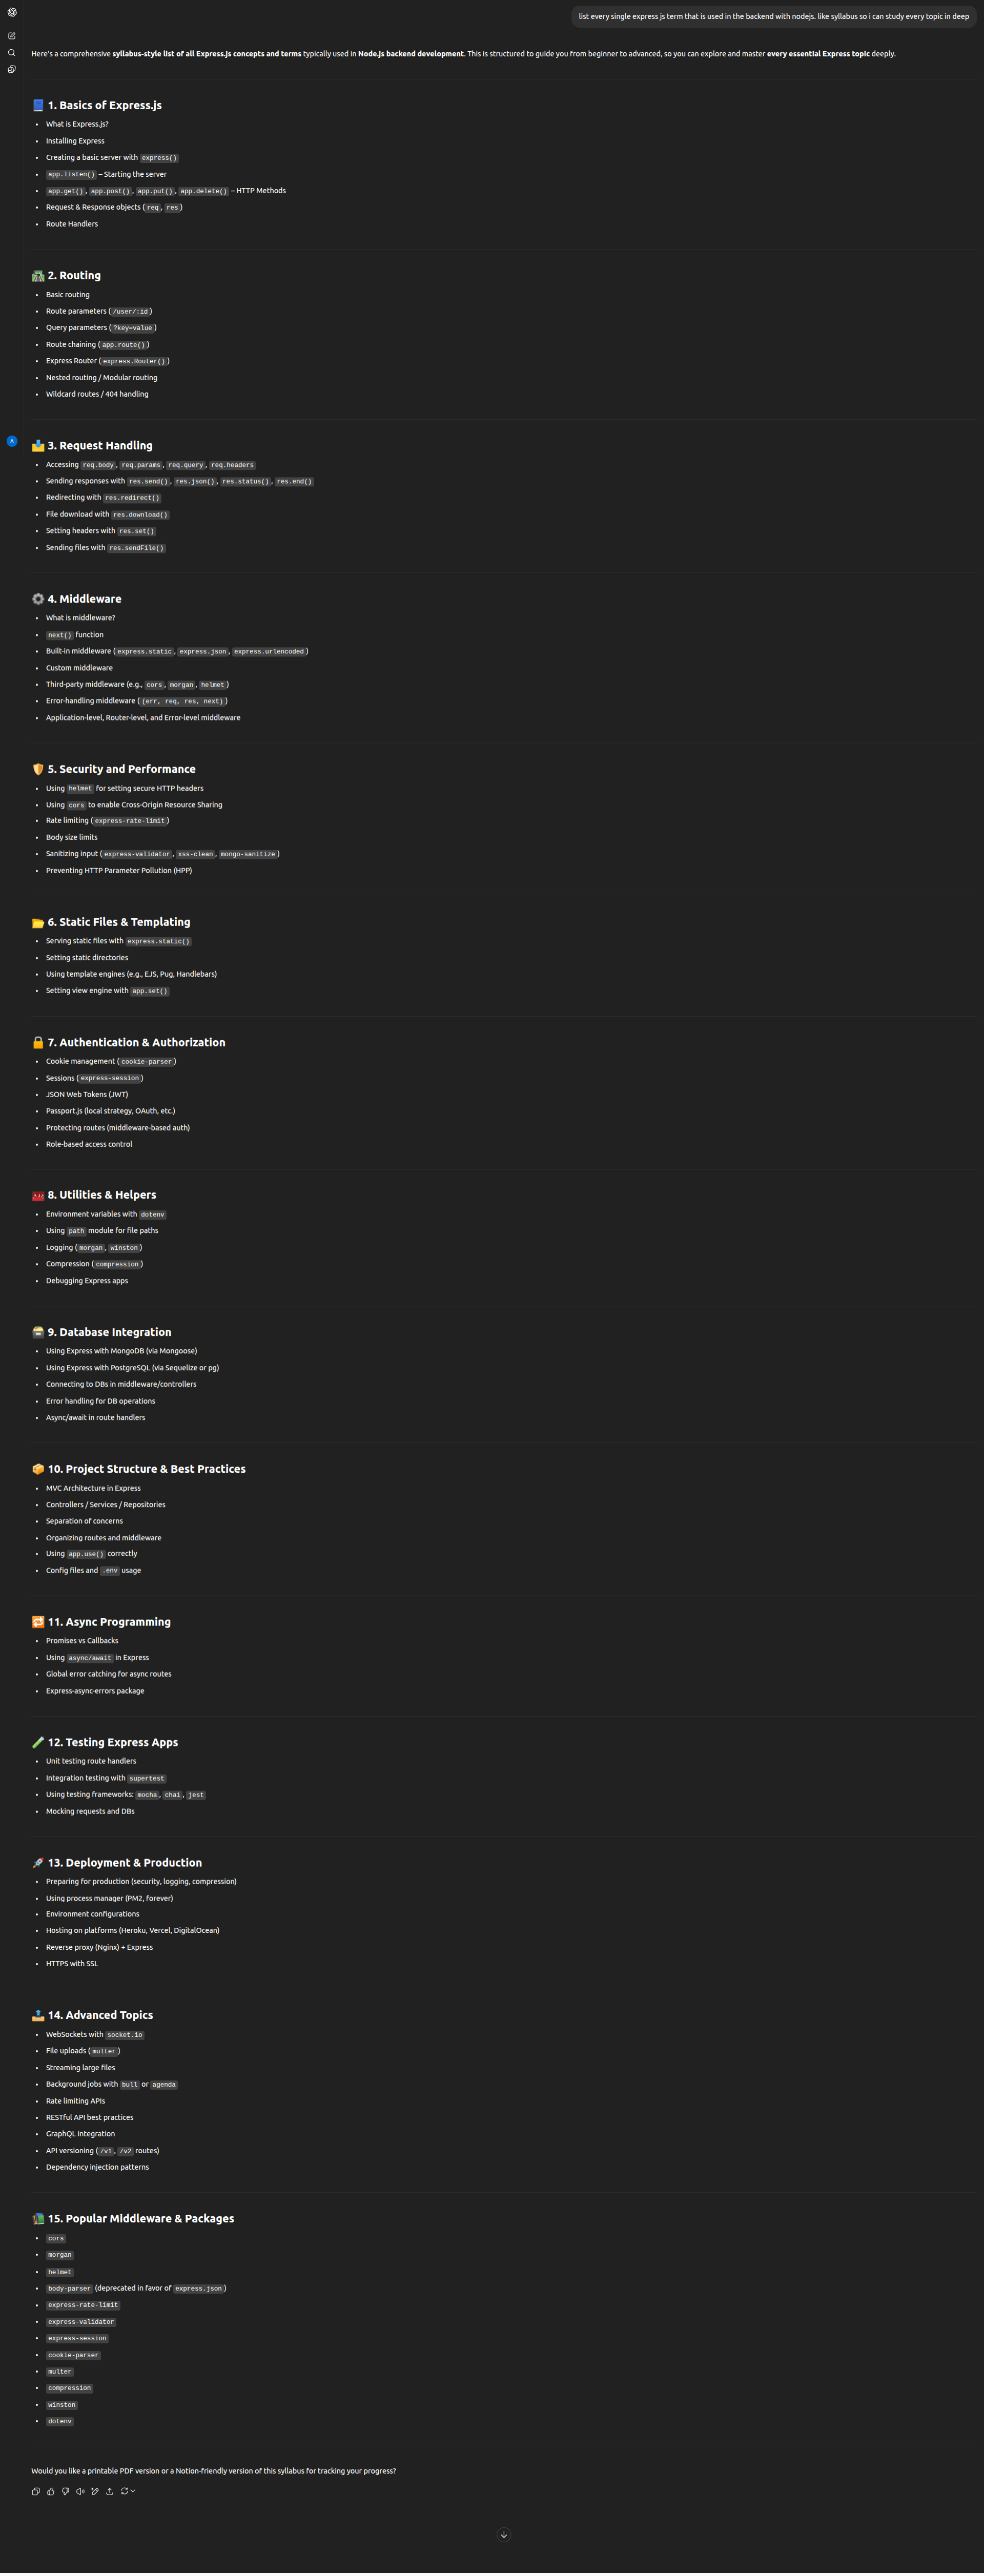 list every single express js term that is used in the backend with nodejs. like syllabus so i can study every topic in deep
Here's a comprehensive syllabus-style list of all Express.js concepts and terms typically used in Node.js backend development. This is structured to guide you from beginner to advanced, so you can explore and master every essential Express topic deeply.
📘 1. Basics of Express.js
• What is Express.js?
• Installing Express
• Creating a basic server with express()
• app.listen() – Starting the server
• app.get(), app.post(), app.put(), app.delete() – HTTP Methods
• Request & Response objects (req, res)
• Route Handlers
🛣️ 2. Routing
• Basic routing
• Route parameters (/user/:id)
• Query parameters (?key=value)
• Route chaining (app.route())
• Express Router (express.Router())
• Nested routing / Modular routing
• Wildcard routes / 404 handling
A
📥 3. Request Handling
• Accessing req.body, req.params, req.query, req.headers
• Sending responses with res.send(), res.json(), res.status(), res.end()
• Redirecting with res.redirect()
• File download with res.download()
• Setting headers with res.set()
• Sending files with res.sendFile()
⚙️ 4. Middleware
• What is middleware?
• next() function
• Built-in middleware (express.static, express.json, express.urlencoded)
• Custom middleware
• Third-party middleware (e.g., cors, morgan, helmet)
• Error-handling middleware ( (err, req, res, next))
• Application-level, Router-level, and Error-level middleware
🛡️ 5. Security and Performance
• Using helmet for setting secure HTTP headers
• Using cors to enable Cross-Origin Resource Sharing
• Rate limiting (express-rate-limit)
• Body size limits
• Sanitizing input (express-validator, xss-clean, mongo-sanitize)
• Preventing HTTP Parameter Pollution (HPP)
📂 6. Static Files & Templating
• Serving static files with express.static()
• Setting static directories
• Using template engines (e.g., EJS, Pug, Handlebars)
• Setting view engine with app.set()
🔒 7. Authentication & Authorization
• Cookie management (cookie-parser)
• Sessions (express-session)
• JSON Web Tokens (JWT)
• Passport.js (local strategy, OAuth, etc.)
• Protecting routes (middleware-based auth)
• Role-based access control
🧰 8. Utilities & Helpers
• Environment variables with dotenv
• Using path module for file paths
• Logging (morgan, winston)
• Compression (compression)
• Debugging Express apps
🗃️ 9. Database Integration
• Using Express with MongoDB (via Mongoose)
• Using Express with PostgreSQL (via Sequelize or pg)
• Connecting to DBs in middleware/controllers
• Error handling for DB operations
• Async/await in route handlers
📦 10. Project Structure & Best Practices
• MVC Architecture in Express
• Controllers / Services / Repositories
• Separation of concerns
• Organizing routes and middleware
• Using app.use() correctly
• Config files and .env usage
🔁 11. Async Programming
• Promises vs Callbacks
• Using async/await in Express
• Global error catching for async routes
• Express-async-errors package
🧪 12. Testing Express Apps
• Unit testing route handlers
• Integration testing with supertest
• Using testing frameworks: mocha, chai, jest
• Mocking requests and DBs
🚀 13. Deployment & Production
• Preparing for production (security, logging, compression)
• Using process manager (PM2, forever)
• Environment configurations
• Hosting on platforms (Heroku, Vercel, DigitalOcean)
• Reverse proxy (Nginx) + Express
• HTTPS with SSL
📤 14. Advanced Topics
• WebSockets with socket.io
• File uploads (multer)
• Streaming large files
• Background jobs with bull or agenda
• Rate limiting APIs
• RESTful API best practices
• GraphQL integration
• API versioning (/v1, /v2 routes)
• Dependency injection patterns
📚 15. Popular Middleware & Packages
• cors
• morgan
• helmet
• body-parser (deprecated in favor of express.json)
• express-rate-limit
• express-validator
• express-session
• cookie-parser
• multer
• compression
• winston
• dotenv
Would you like a printable PDF version or a Notion-friendly version of this syllabus for tracking your progress?